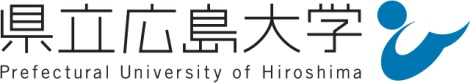 県立広島大学
Prefectural University of Hiroshima